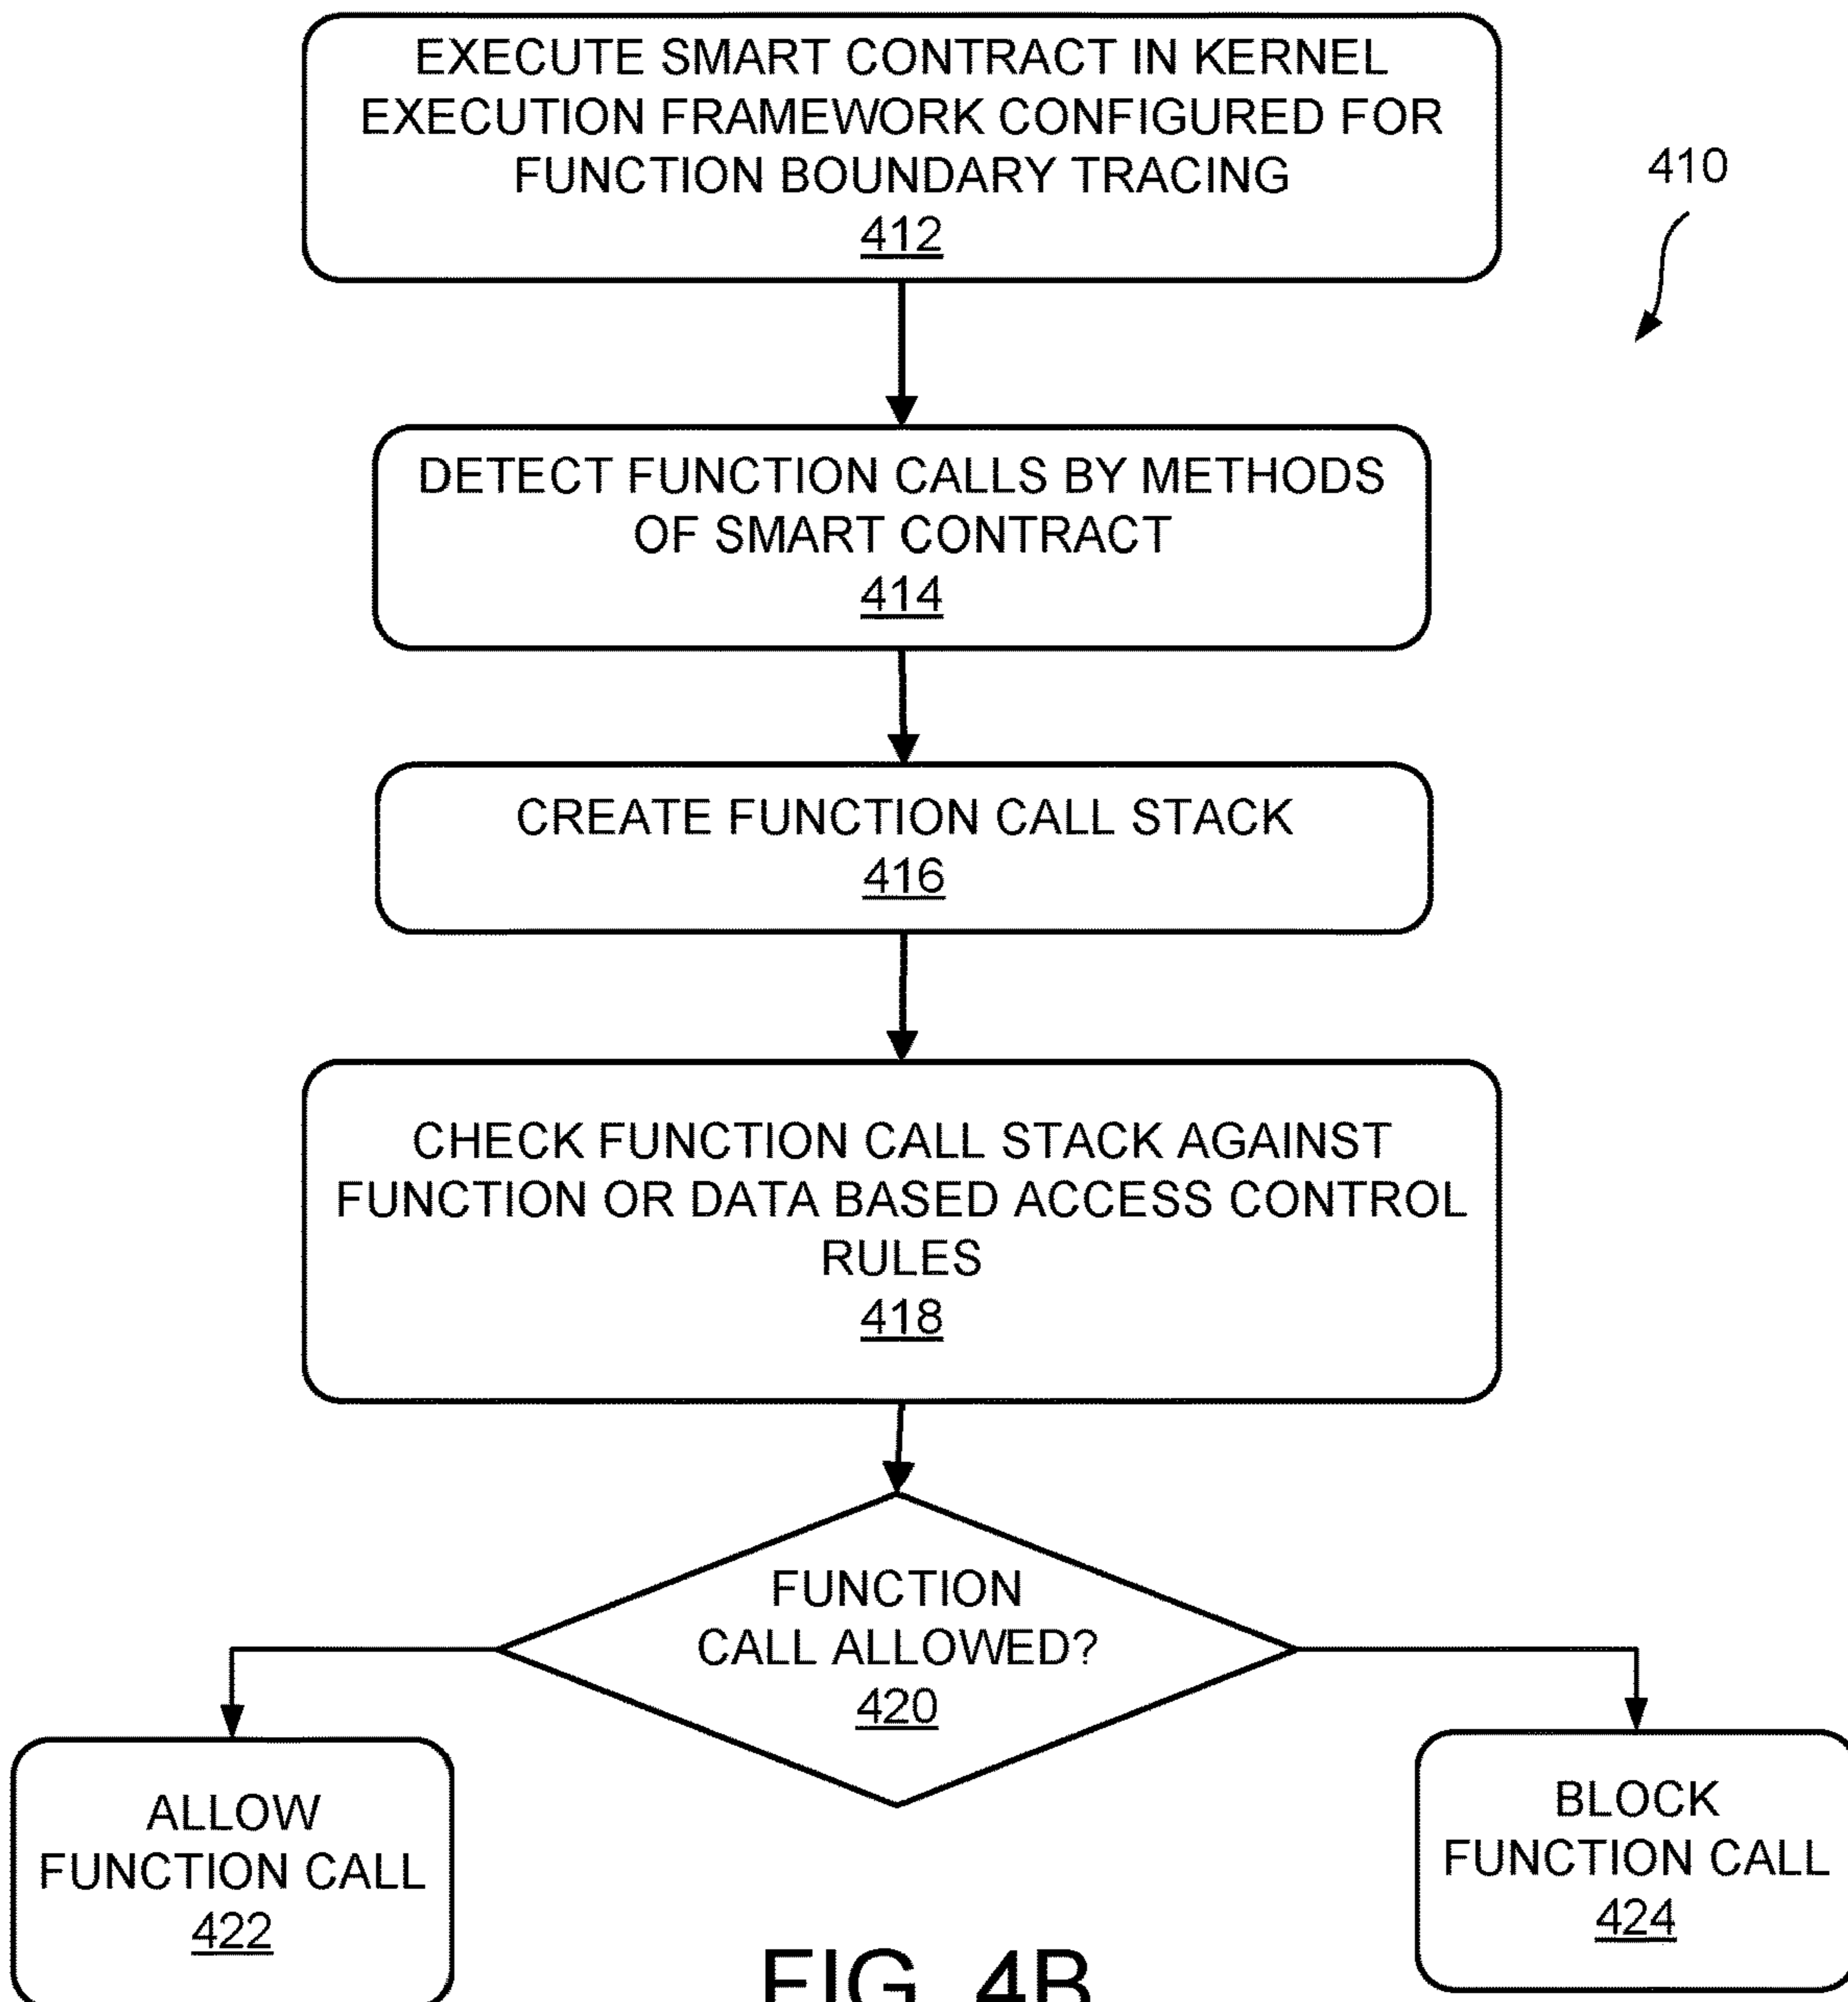 EXECUTE SMART CONTRACT IN KERNEL
EXECUTION FRAMEWORK CONFIGURED FOR
FUNCTION BOUNDARY TRACING
412
410
DETECT FUNCTION CALLS BY METHODS
OF SMART CONTRACT
414
CREATE FUNCTION CALL STACK
416
CHECK FUNCTION CALL STACK AGAINST
FUNCTION OR DATA BASED ACCESS CONTROL
RULES
418
FUNCTION
CALL ALLOWED?
420
ALLOW
FUNCTION CALL
422
BLOCK
FUNCTION CALL
424
FIG. 4B